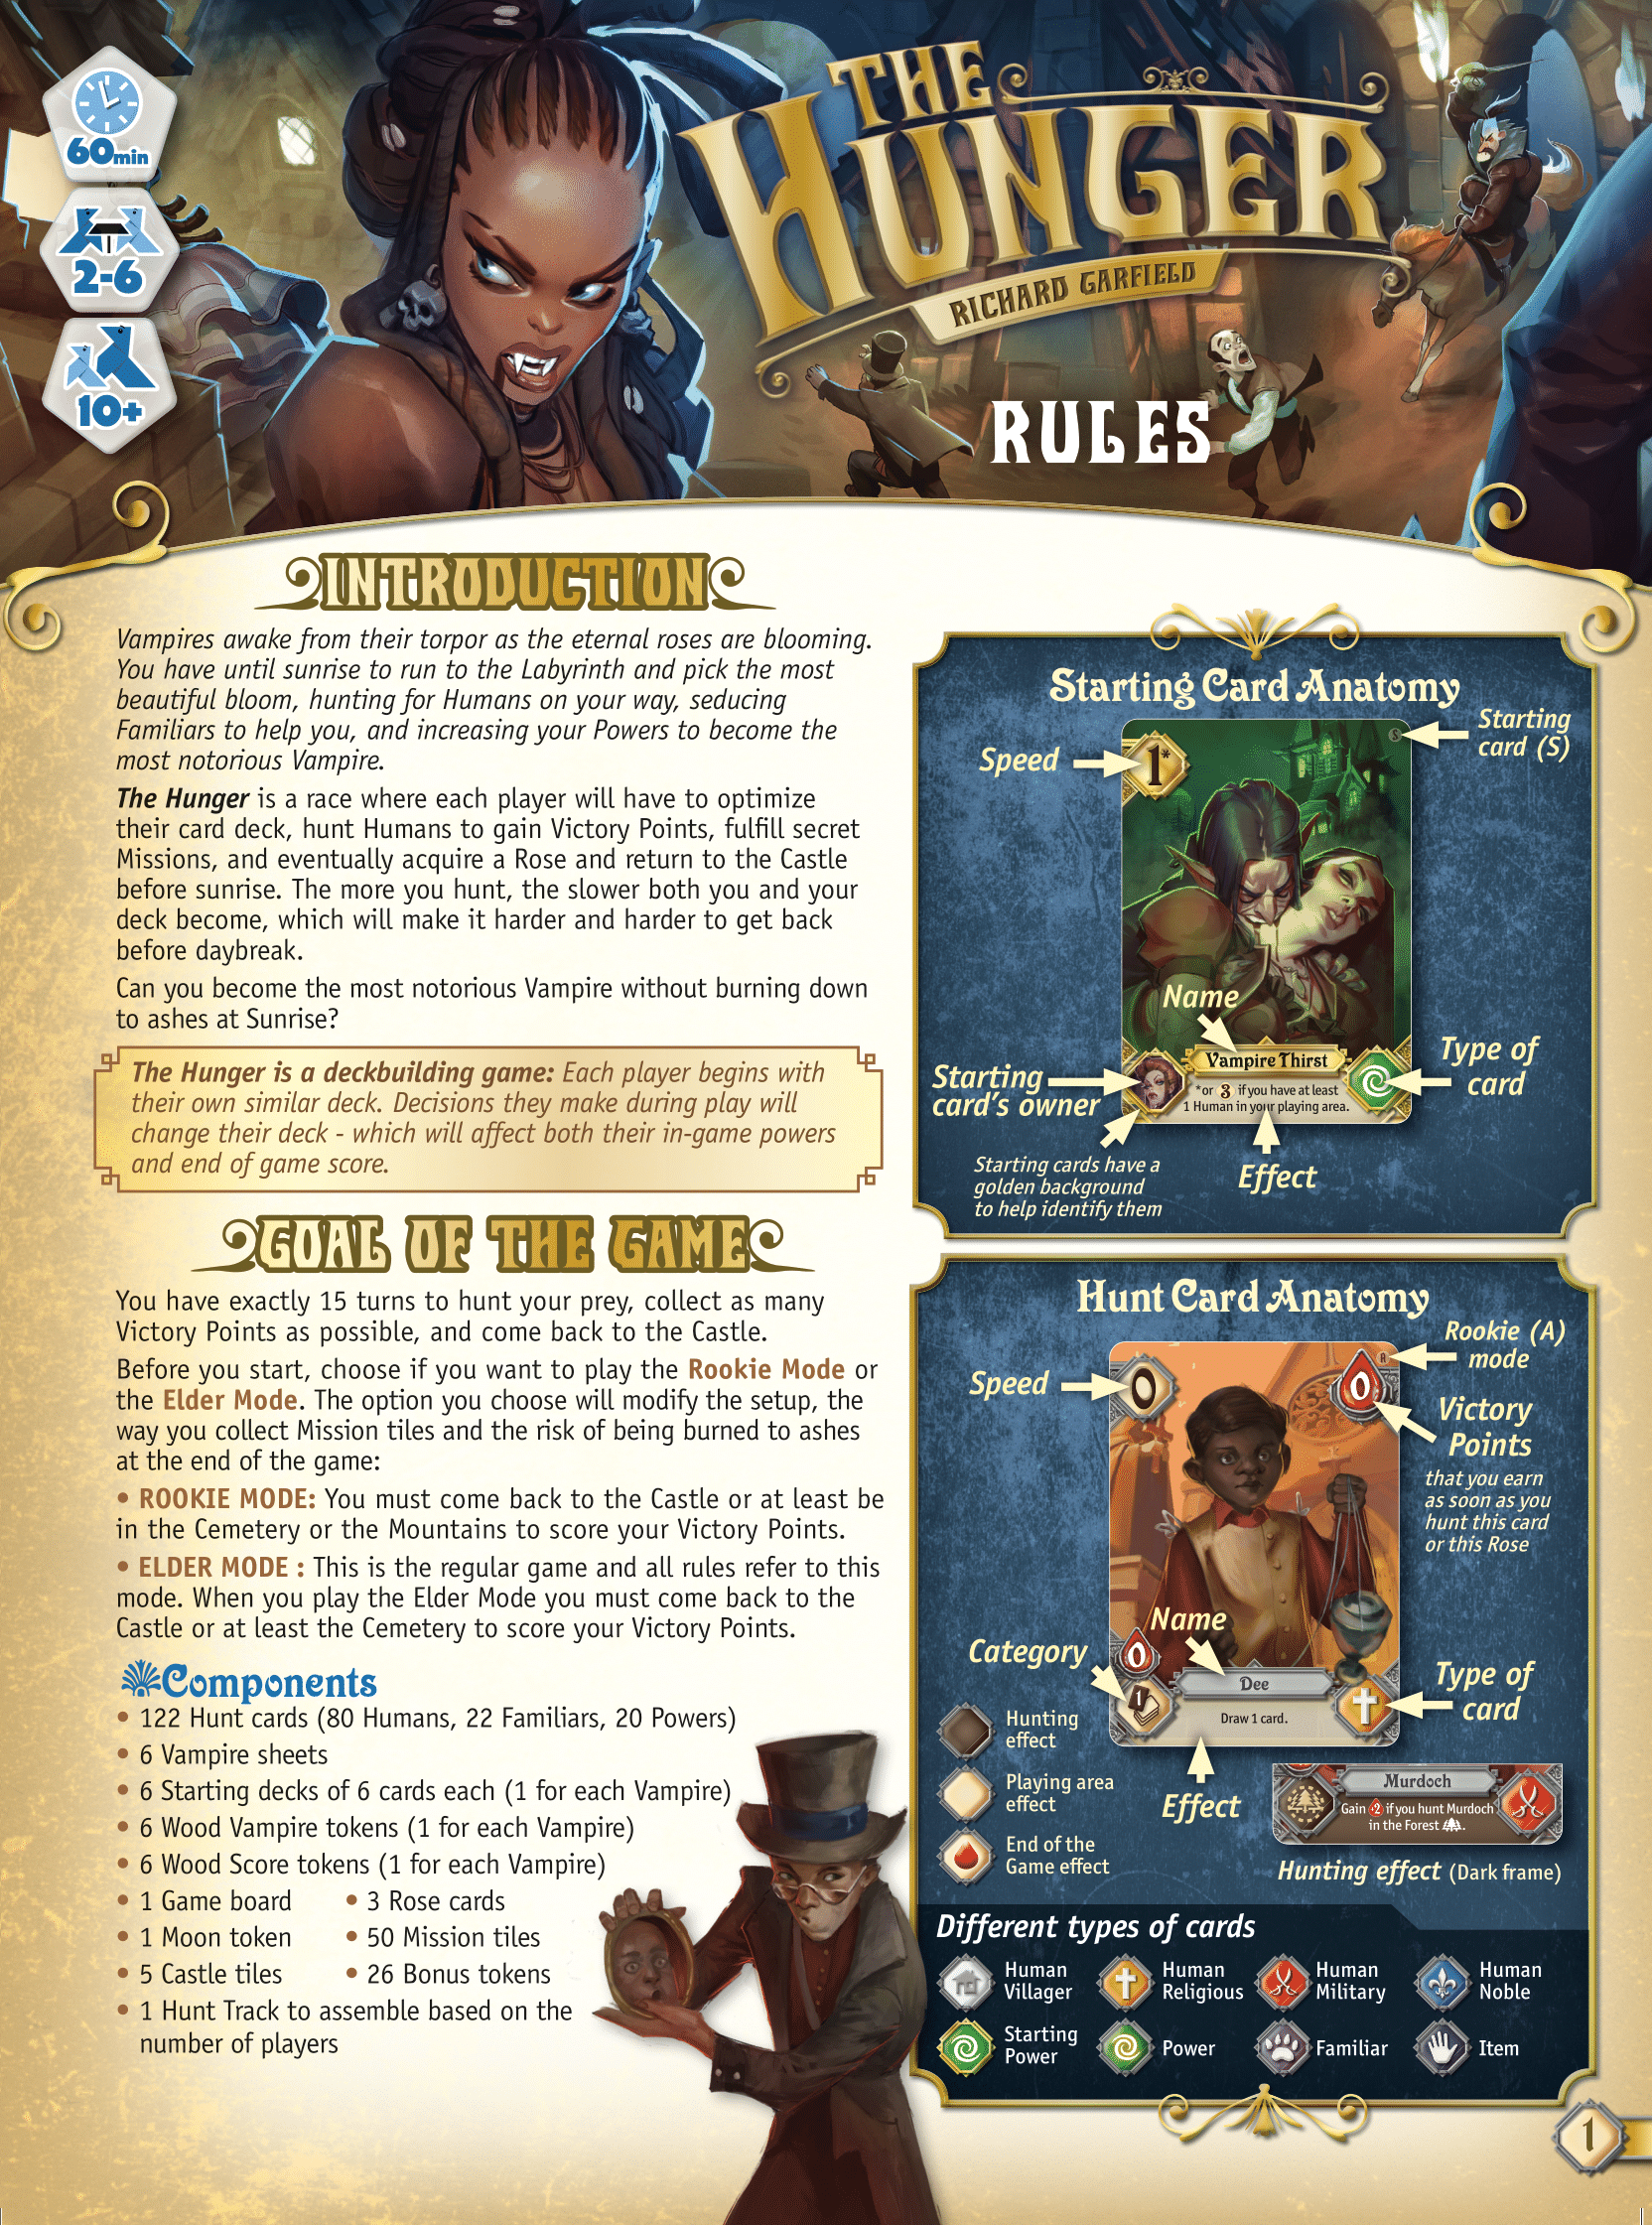 60min
2-6
10+
THE
HUNGER
RICHARD GARFIELD
RULES
INTRODUCTION
Vampires awake from their torpor as the eternal roses are blooming.
You have until sunrise to run to the Labyrinth and pick the most
beautiful bloom, hunting for Humans on your way, seducing
Familiars to help you, and increasing your Powers to become the
most notorious Vampire.
The Hunger is a race where each player will have to optimize
their card deck, hunt Humans to gain Victory Points, fulfill secret
Missions, and eventually acquire a Rose and return to the Castle
before sunrise. The more you hunt, the slower both you and your
deck become, which will make it harder and harder to get back
before daybreak.
Can you become the most notorious Vampire without burning down
to ashes at Sunrise?
The Hunger is a deckbuilding game: Each player begins with
their own similar deck. Decisions they make during play will
change their deck - which will affect both their in-game powers
and end of game score.
GOAL OF THE GAME
You have exactly 15 turns to hunt your prey, collect as many
Victory Points as possible, and come back to the Castle.
Before you start, choose if you want to play the Rookie Mode or
the Elder Mode. The option you choose will modify the setup, the
way you collect Mission tiles and the risk of being burned to ashes
at the end of the game:
• ROOKIE MODE: You must come back to the Castle or at least be
in the Cemetery or the Mountains to score your Victory Points.
• ELDER MODE : This is the regular game and all rules refer to this
mode. When you play the Elder Mode you must come back to the
Castle or at least the Cemetery to score your Victory Points.
Components
• 122 Hunt cards (80 Humans, 22 Familiars, 20 Powers)
• 6 Vampire sheets
• 6 Starting decks of 6 cards each (1 for each Vampire)
• 6 Wood Vampire tokens (1 for each Vampire)
• 6 Wood Score tokens (1 for each Vampire)
• 1 Game board
• 3 Rose cards
• 1 Moon token
• 50 Mission tiles
• 5 Castle tiles
• 26 Bonus tokens
• 1 Hunt Track to assemble based on the
number of players
Starting Card Anatomy
Speed
1*
S
Starting
card (S)
Name
Vampire Thirst
*or 3 if you have at least
1 Human in your playing area.
Starting
card's owner
Type of
card
Effect
Starting cards have a
golden background
to help identify them
Hunt Card Anatomy
Speed
0
0
A
Rookie (A)
mode
Victory
Points
that you earn
as soon as you
hunt this card
or this Rose
Name
Category
0
1
Dee
Draw 1 card.
Type of
card
Effect
Hunting
effect
Playing area
effect
End of the
Game effect
Murdoch
Gain 2 if you hunt Murdoch
in the Forest .
Hunting effect (Dark frame)
Different types of cards
Human
Villager
Human
Religious
Human
Military
Human
Noble
Starting
Power
Power
Familiar
Item
1